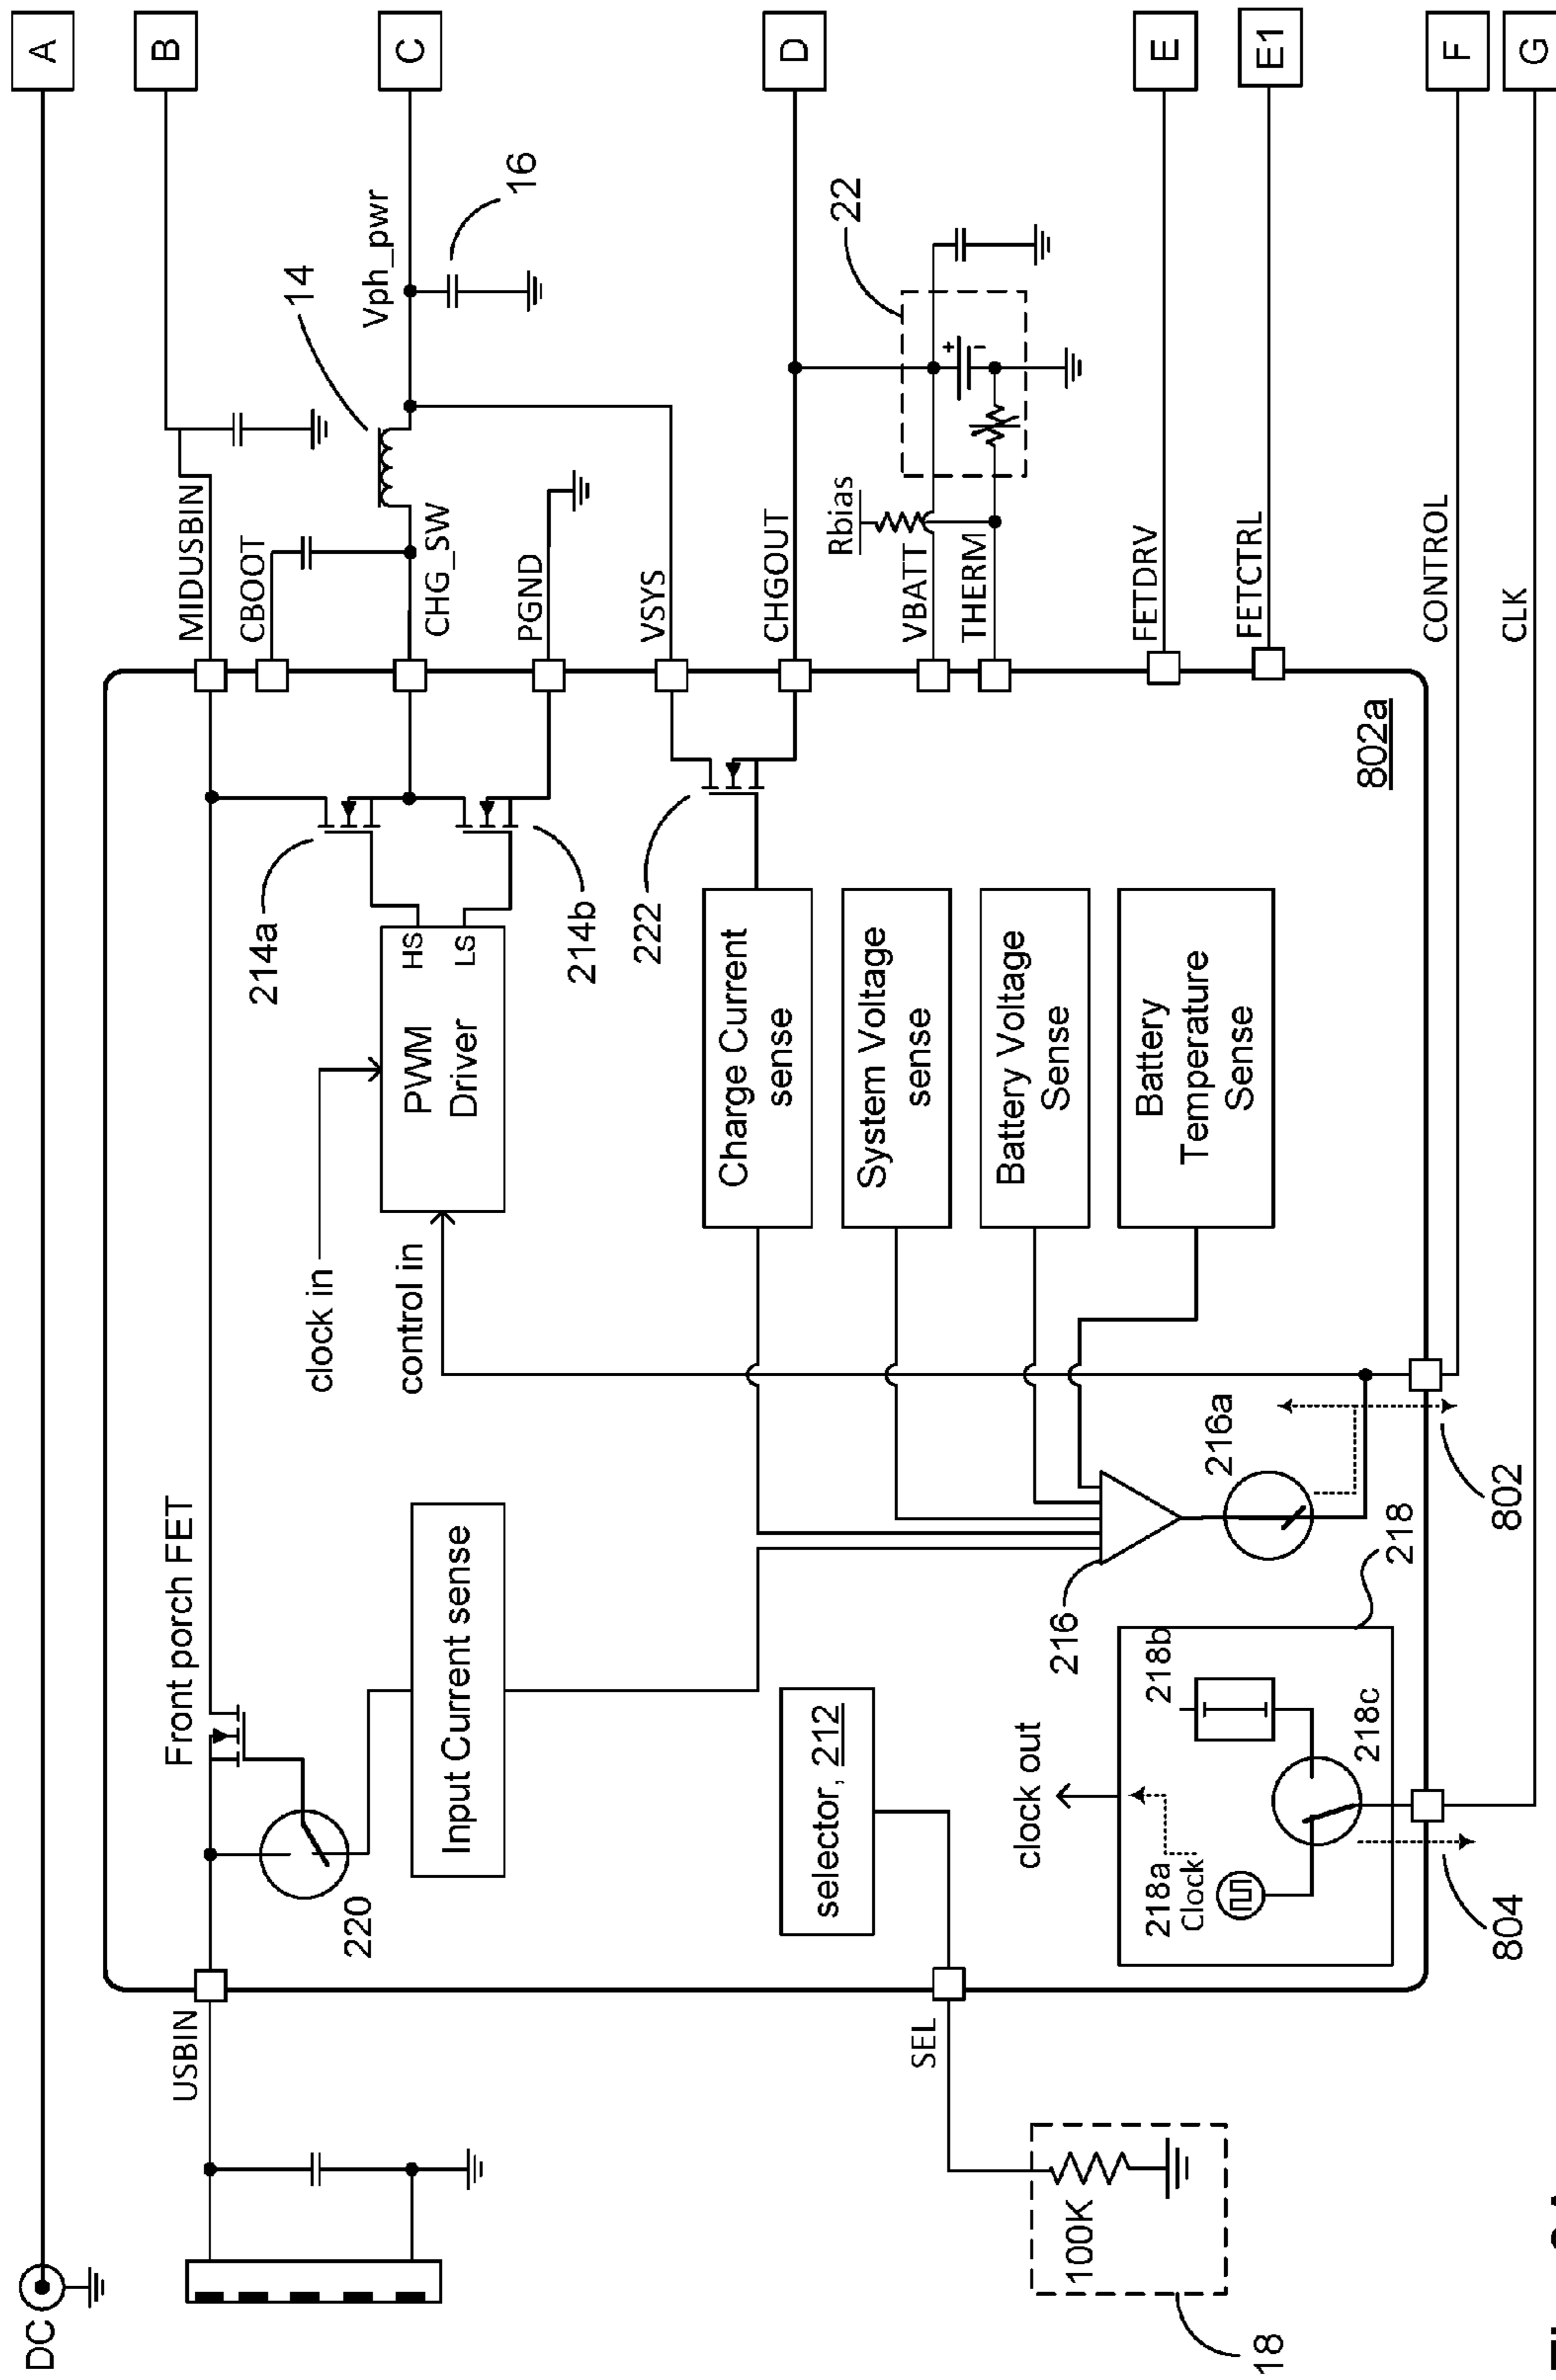 DC
A
B
C
D
E
E1
F
G
USBIN
Front porch FET
MIDUSBIN
CBOOT
CHG_SW
PGND
VSYS
CHGOUT
VBATT
THERM
FETDRV
FETCTRL
CONTROL
CLK
Vph_pwr
14
16
22
Rbias
220
Input Current sense
clock in
control in
PWM
Driver
HS
LS
214a
214b
222
Charge Current
sense
System Voltage
sense
Battery Voltage
Sense
Battery
Temperature
Sense
selector, 212
SEL
100K
18
216
216a
clock out
218a
Clock
218b
218c
218
802
804
802a